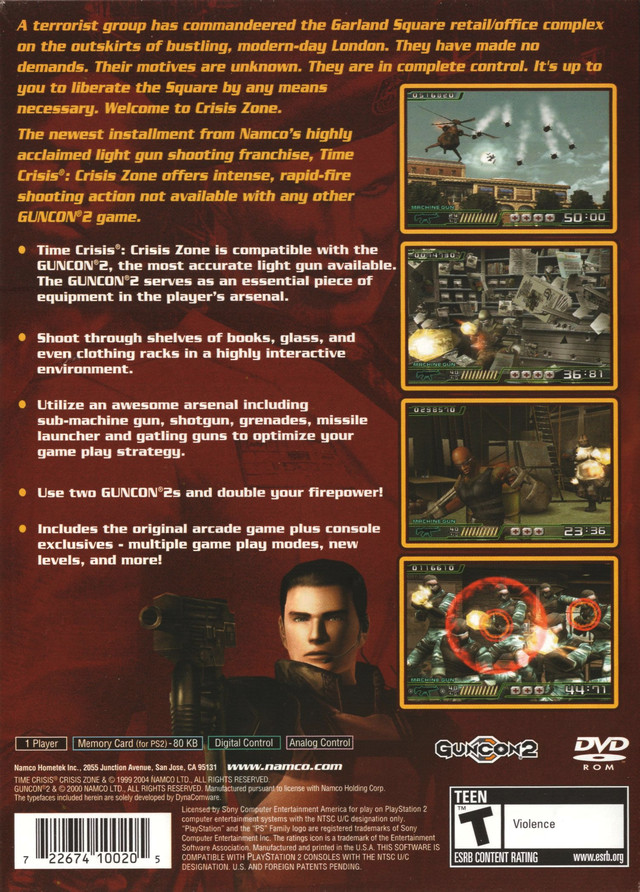 A terrorist group has commandeered the Garland Square retail/office complex
on the outskirts of bustling, modern-day London. They have made no
demands. Their motives are unknown. They are in complete control. It's up to
you to liberate the Square by any means
necessary. Welcome to Crisis Zone.
The newest installment from Namco's highly
acclaimed light gun shooting franchise, Time
Crisis®: Crisis Zone offers intense, rapid-fire
shooting action not available with any other
GUNCON®2 game.
• Time Crisis®: Crisis Zone is compatible with the
GUNCON®2, the most accurate light gun available.
The GUNCON®2 serves as an essential piece of
equipment in the player's arsenal.
• Shoot through shelves of books, glass, and
even clothing racks in a highly interactive
environment.
• Utilize an awesome arsenal including
sub-machine gun, shotgun, grenades, missile
launcher and gatling guns to optimize your
game play strategy.
• Use two GUNCON®2s and double your firepower!
• Includes the original arcade game plus console
exclusives - multiple game play modes, new
levels, and more!
0516820
MACHINE GUN
50:00
0014730
MACHINE GUN
36:81
0298570
MACHINE GUN
23:36
0116610
MACHINE GUN
44:71
1 Player
Memory Card (for PS2) - 80 KB
Digital Control
Analog Control
GUNCON2
DVD
ROM
Namco Hometek Inc., 2055 Junction Avenue, San Jose, CA 95131 www.namco.com
TIME CRISIS® CRISIS ZONE & © 1999 2004 NAMCO LTD., ALL RIGHTS RESERVED.
GUNCON®2 & © 2000 NAMCO LTD., ALL RIGHTS RESERVED. Manufactured pursuant to license with Namco Holding Corp.
The typefaces included herein are solely developed by DynaComware.
Licensed by Sony Computer Entertainment America for play on PlayStation 2
computer entertainment systems with the NTSC U/C designation only.
"PlayStation" and the "PS" Family logo are registered trademarks of Sony
Computer Entertainment Inc. The ratings icon is a trademark of the Entertainment
Software Association. Manufactured and printed in the U.S.A. THIS SOFTWARE IS
COMPATIBLE WITH PLAYSTATION 2 CONSOLES WITH THE NTSC U/C
DESIGNATION. U.S. AND FOREIGN PATENTS PENDING.
7 22674 10020 5
TEEN
T
Violence
ESRB CONTENT RATING www.esrb.org